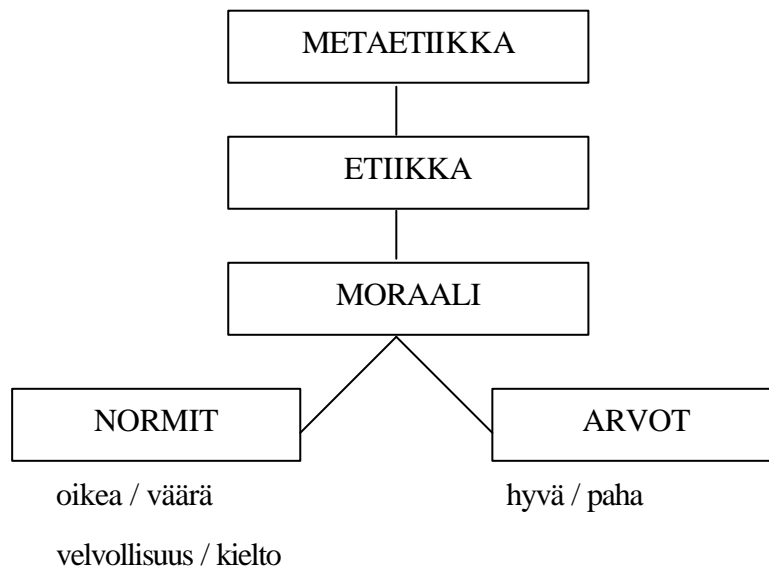 METAETIIKKA
ETIIKKA
MORAALI
NORMIT
ARVOT
oikea / väärä
hyvä / paha
velvollisuus / kielto